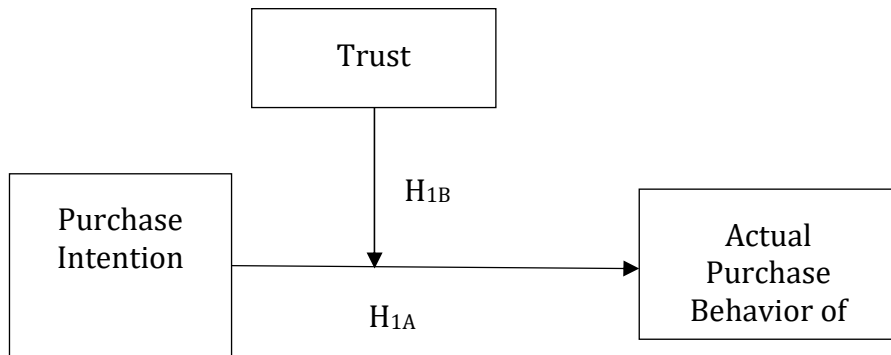 Trust
H1B
Purchase
Intention
Actual
Purchase
Behavior of
H1A